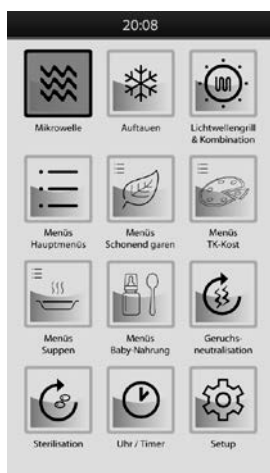 20:08
Mikrowelle
Auftauen
Lichtwellengrill
& Kombination
Menüs
Hauptmenüs
Menüs
Schonend garen
Menüs
TK-Kost
Menüs
Suppen
Menüs
Baby-Nahrung
Geruchs-
neutralisation
Sterilisation
Uhr / Timer
Setup